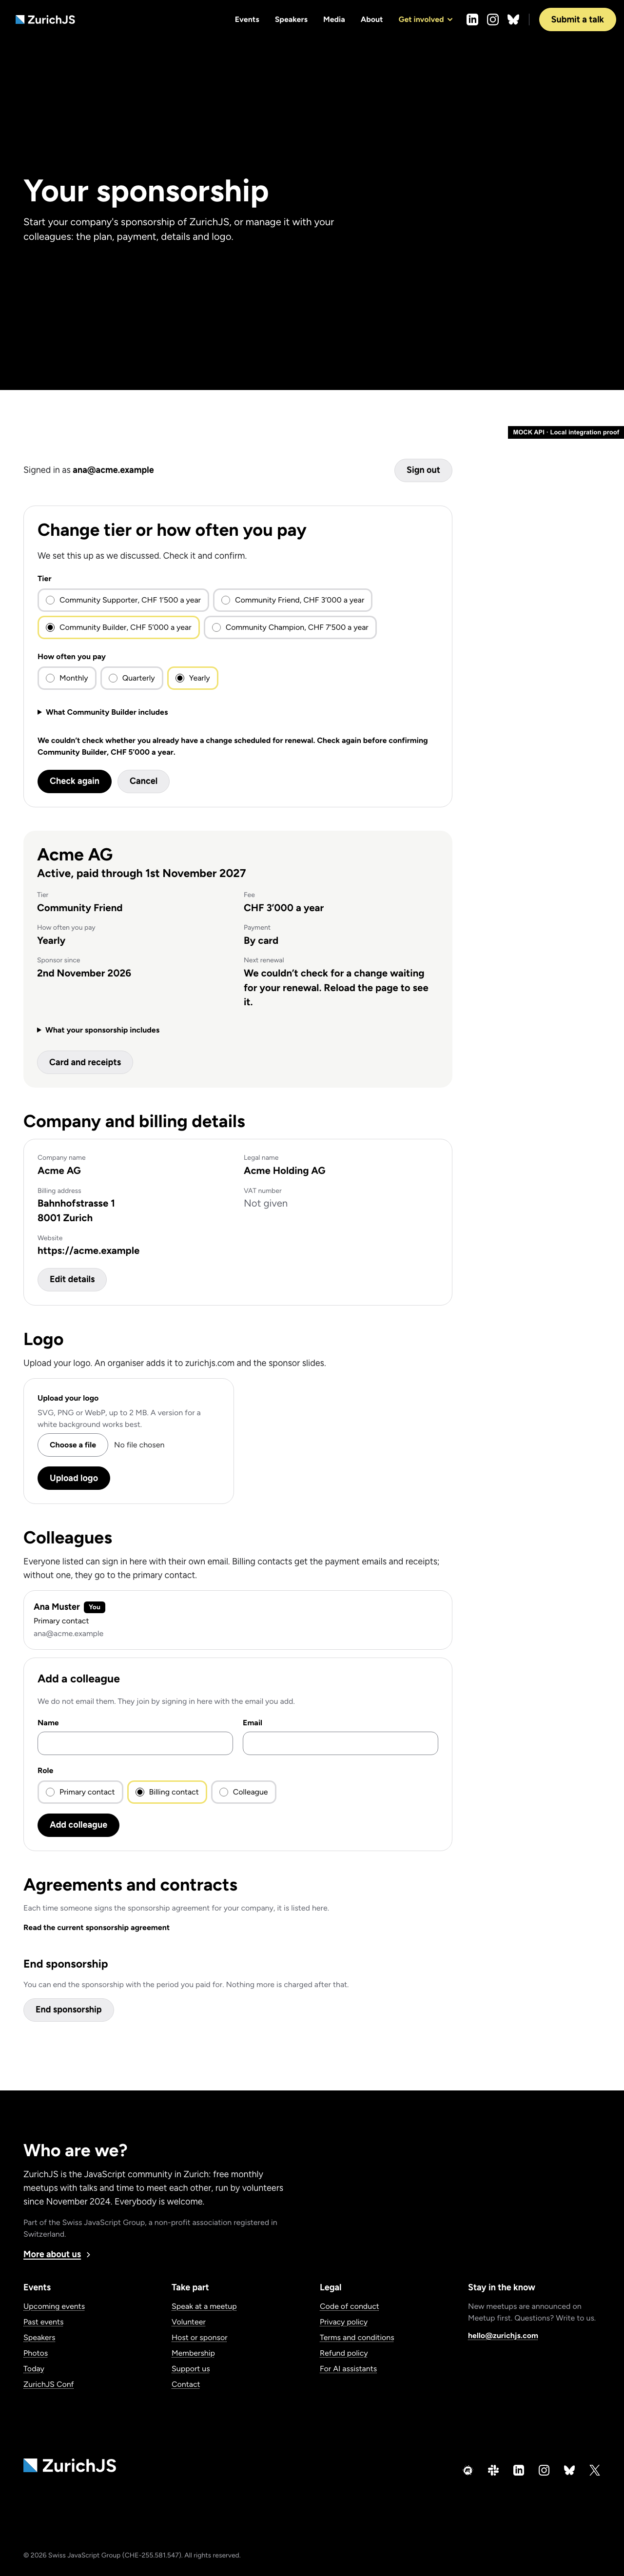 ZurichJS
Events
Speakers
Media
About
Get involved
Submit a talk
Your sponsorship
Start your company's sponsorship of ZurichJS, or manage it with your
colleagues: the plan, payment, details and logo.
MOCK API · Local integration proof
Signed in as ana@acme.example
Sign out
Change tier or how often you pay
We set this up as we discussed. Check it and confirm.
Tier
Community Supporter, CHF 1'500 a year
Community Friend, CHF 3'000 a year
Community Builder, CHF 5'000 a year
Community Champion, CHF 7'500 a year
How often you pay
Monthly
Quarterly
Yearly
What Community Builder includes
We couldn't check whether you already have a change scheduled for renewal. Check again before confirming
Community Builder, CHF 5'000 a year.
Check again
Cancel
Acme AG
Active, paid through 1st November 2027
Tier
Community Friend
Fee
CHF 3'000 a year
How often you pay
Yearly
Payment
By card
Sponsor since
2nd November 2026
Next renewal
We couldn't check for a change waiting
for your renewal. Reload the page to see
it.
What your sponsorship includes
Card and receipts
Company and billing details
Company name
Acme AG
Legal name
Acme Holding AG
Billing address
Bahnhofstrasse 1
8001 Zurich
VAT number
Not given
Website
https://acme.example
Edit details
Logo
Upload your logo. An organiser adds it to zurichjs.com and the sponsor slides.
Upload your logo
SVG, PNG or WebP, up to 2 MB. A version for a
white background works best.
Choose a file
No file chosen
Upload logo
Colleagues
Everyone listed can sign in here with their own email. Billing contacts get the payment emails and receipts;
without one, they go to the primary contact.
Ana Muster
You
Primary contact
ana@acme.example
Add a colleague
We do not email them. They join by signing in here with the email you add.
Name
Email
Role
Primary contact
Billing contact
Colleague
Add colleague
Agreements and contracts
Each time someone signs the sponsorship agreement for your company, it is listed here.
Read the current sponsorship agreement
End sponsorship
You can end the sponsorship with the period you paid for. Nothing more is charged after that.
End sponsorship
Who are we?
ZurichJS is the JavaScript community in Zurich: free monthly
meetups with talks and time to meet each other, run by volunteers
since November 2024. Everybody is welcome.
Part of the Swiss JavaScript Group, a non-profit association registered in
Switzerland.
More about us
Events
Upcoming events
Past events
Speakers
Photos
Today
ZurichJS Conf
Take part
Speak at a meetup
Volunteer
Host or sponsor
Membership
Support us
Contact
Legal
Code of conduct
Privacy policy
Terms and conditions
Refund policy
For AI assistants
Stay in the know
New meetups are announced on
Meetup first. Questions? Write to us.
hello@zurichjs.com
ZurichJS
© 2026 Swiss JavaScript Group (CHE-255.581.547). All rights reserved.